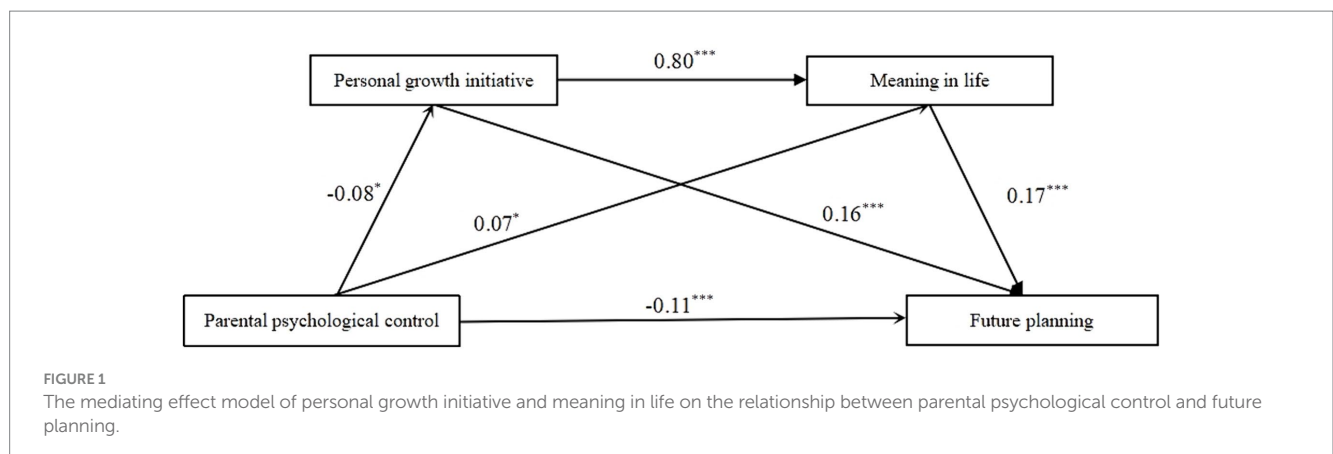 0.80***
Personal growth initiative
Meaning in life
-0.08*
0.07*
0.16***
0.17***
-0.11***
Parental psychological control
Future planning
FIGURE 1
The mediating effect model of personal growth initiative and meaning in life on the relationship between parental psychological control and future
planning.